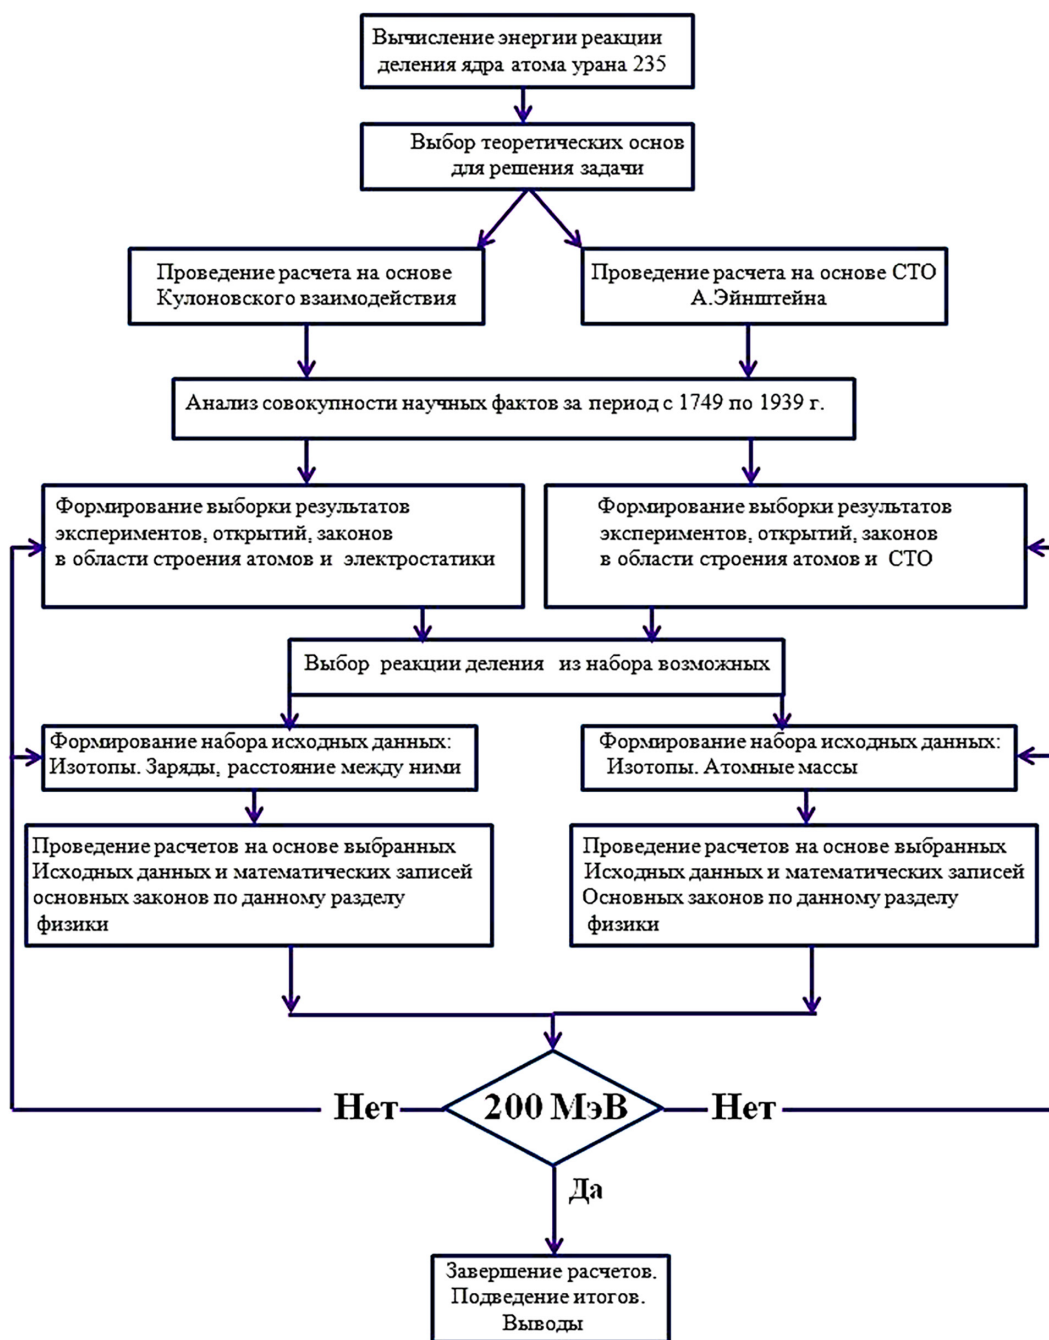 Вычисление энергии реакции
деления ядра атома урана 235
Выбор теоретических основ
для решения задачи
Проведение расчета на основе
Кулоновского взаимодействия
Проведение расчета на основе СТО
А.Эйнштейна
Анализ совокупности научных фактов за период с 1749 по 1939 г.
Формирование выборки результатов
экспериментов, открытий, законов
в области строения атомов и электростатики
Формирование выборки результатов
экспериментов, открытий, законов
в области строения атомов и СТО
Выбор реакции деления из набора возможных
Формирование набора исходных данных:
Изотопы. Заряды, расстояние между ними
Формирование набора исходных данных:
Изотопы. Атомные массы
Проведение расчетов на основе выбранных
Исходных данных и математических записей
основных законов по данному разделу
физики
Проведение расчетов на основе выбранных
Исходных данных и математических записей
Основных законов по данному разделу
физики
Нет
200 МэВ
Нет
Да
Завершение расчетов.
Подведение итогов.
Выводы